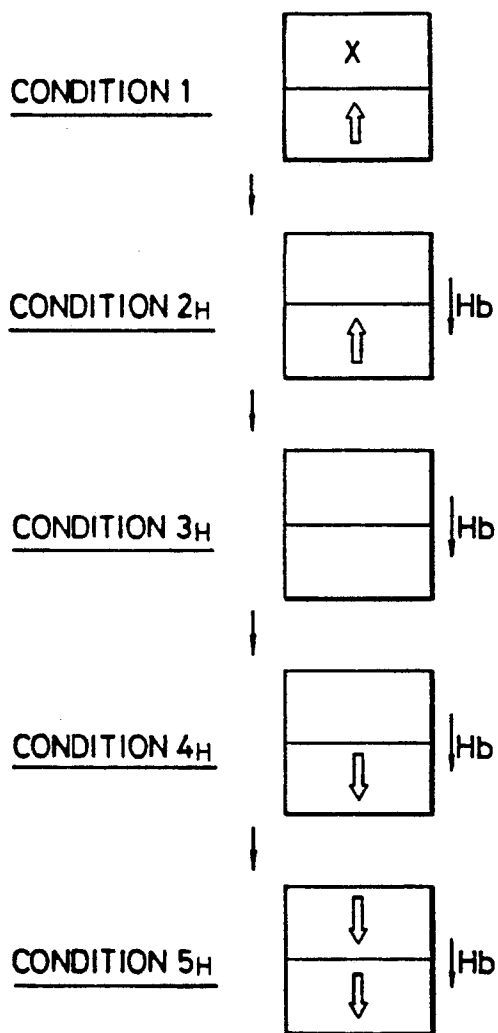 X
CONDITION 1
CONDITION 2H
Hb
CONDITION 3H
Hb
CONDITION 4H
Hb
CONDITION 5H
Hb